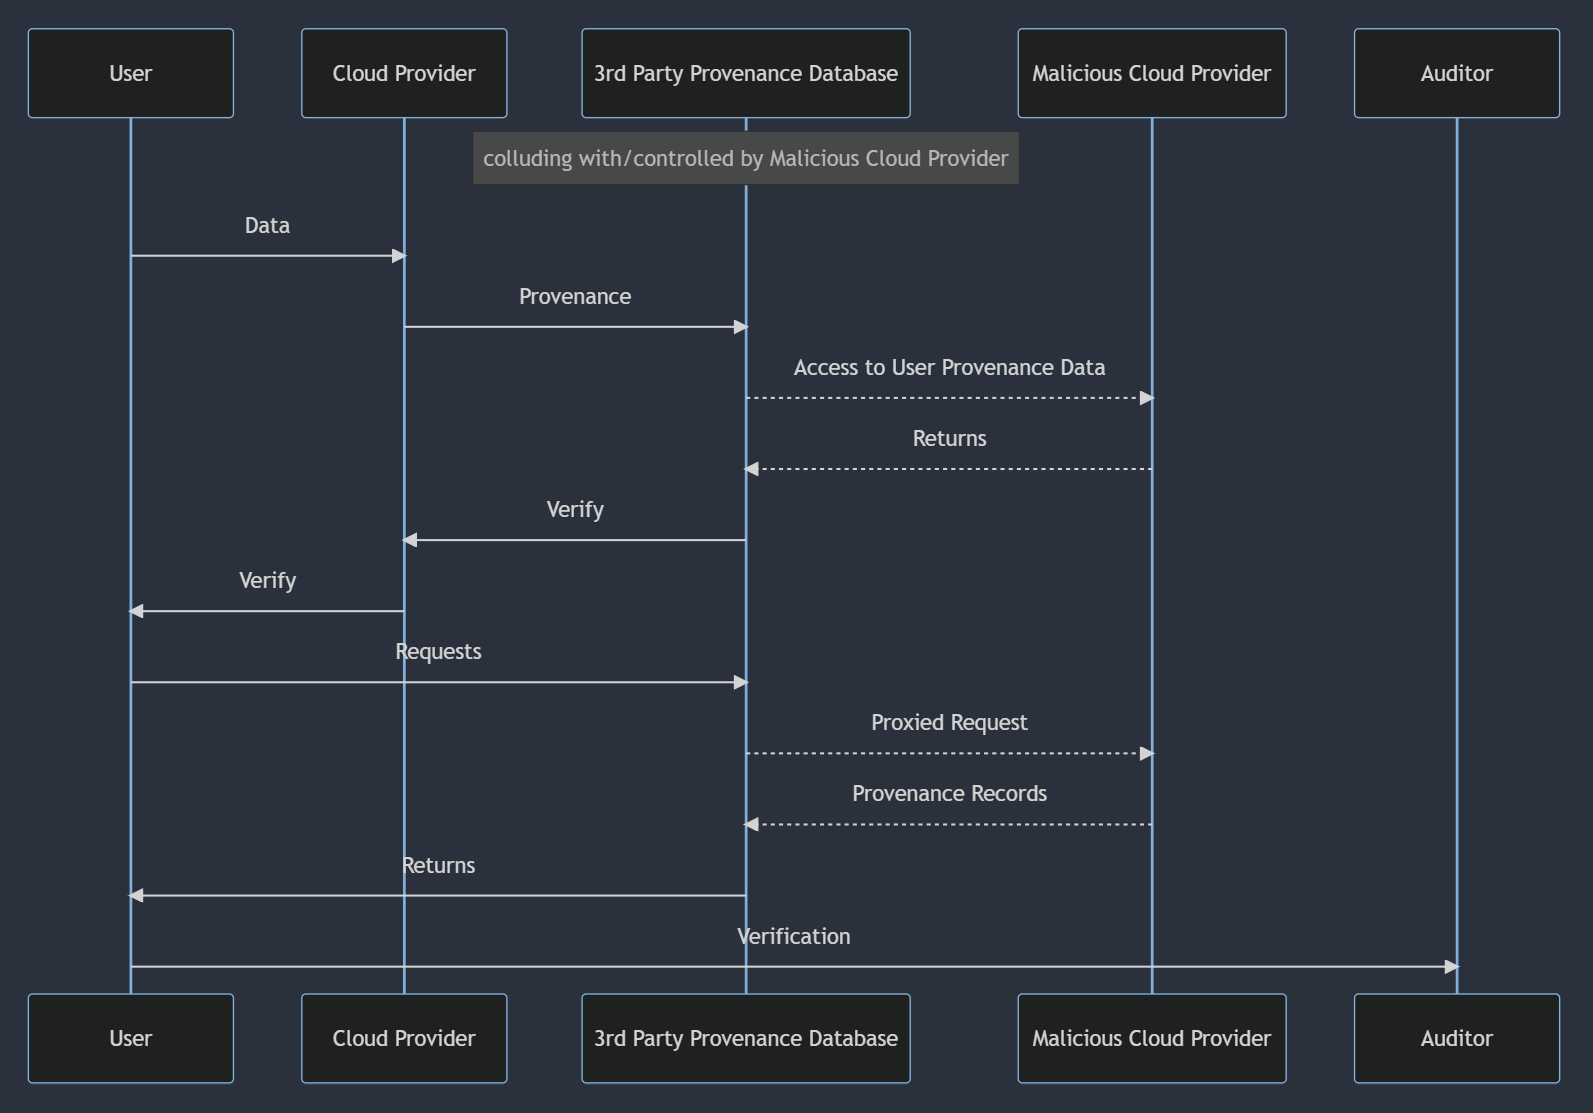 User
Cloud Provider
3rd Party Provenance Database
Malicious Cloud Provider
Auditor
colluding with/controlled by Malicious Cloud Provider
Data
Provenance
Access to User Provenance Data
Returns
Verify
Verify
Requests
Proxied Request
Provenance Records
Returns
Verification
User
Cloud Provider
3rd Party Provenance Database
Malicious Cloud Provider
Auditor